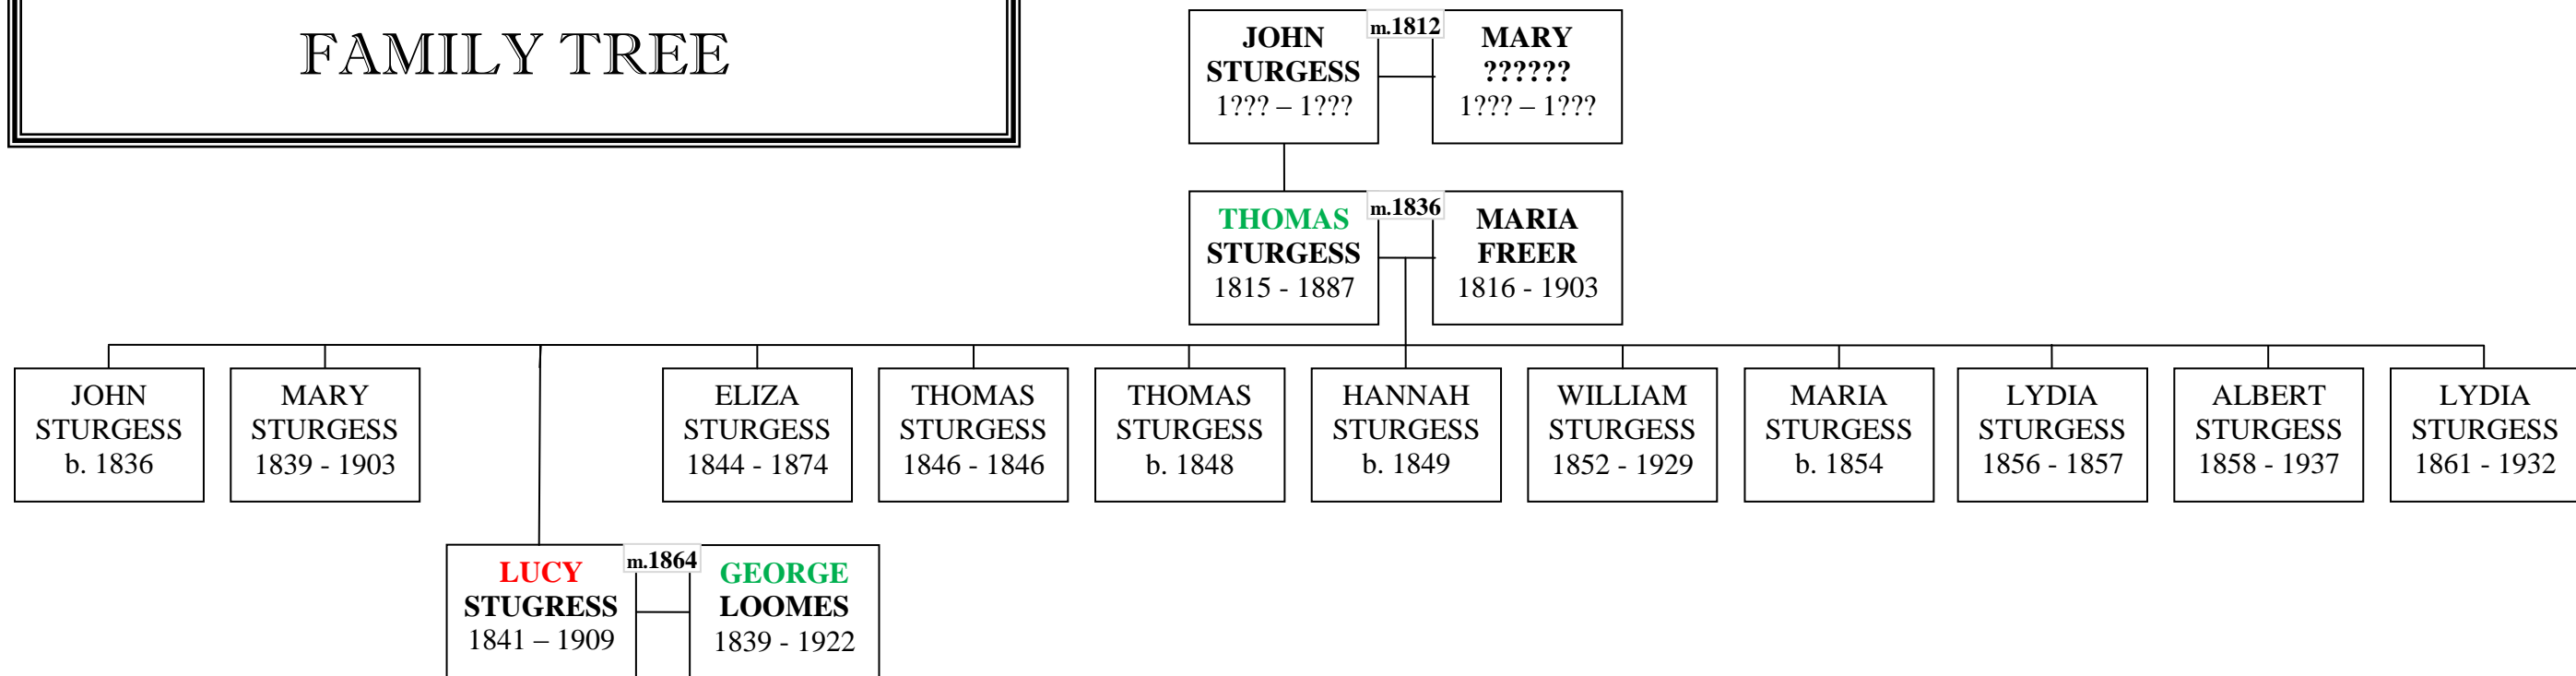 FAMILY TREE
JOHN
STURGESS
1??? – 1???
m.1812
MARY
??????
1??? – 1???
THOMAS
STURGESS
1815 - 1887
m.1836
MARIA
FREER
1816 - 1903
JOHN
STURGESS
b. 1836
MARY
STURGESS
1839 - 1903
ELIZA
STURGESS
1844 - 1874
THOMAS
STURGESS
1846 - 1846
THOMAS
STURGESS
b. 1848
HANNAH
STURGESS
b. 1849
WILLIAM
STURGESS
1852 - 1929
MARIA
STURGESS
b. 1854
LYDIA
STURGESS
1856 - 1857
ALBERT
STURGESS
1858 - 1937
LYDIA
STURGESS
1861 - 1932
LUCY
STUGRESS
1841 – 1909
m.1864
GEORGE
LOOMES
1839 - 1922